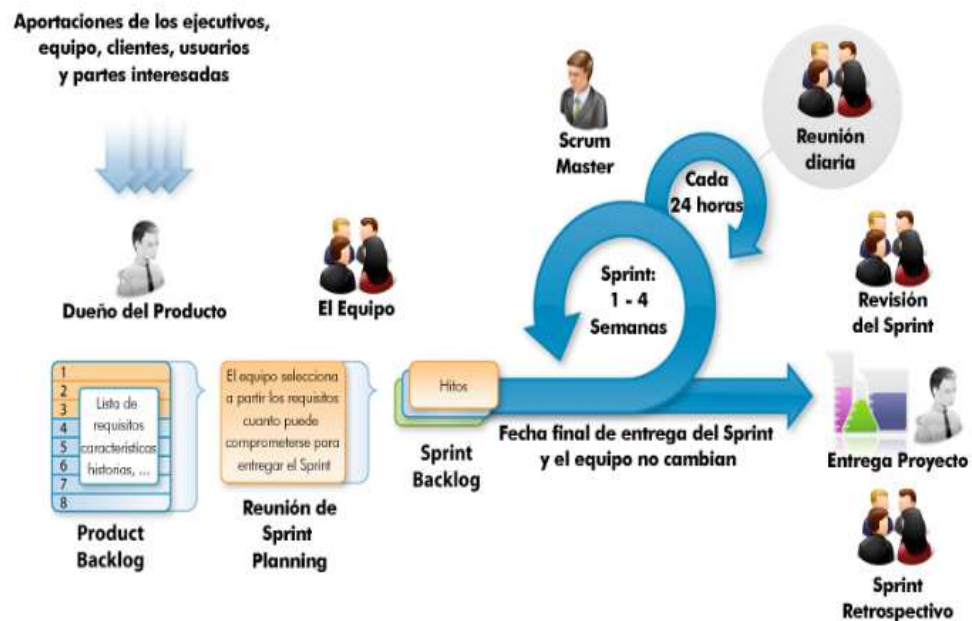 Aportaciones de los ejecutivos,
equipo, clientes, usuarios
y partes interesadas
Dueño del Producto
El Equipo
Scrum
Master
Reunión
diaria
Cada
24 horas
Sprint:
1 - 4
Semanas
Revisión
del Sprint
1
2
3
4
5
6
7
8
Lista de
requisitos
características
historias, ...
Product
Backlog
El equipo selecciona
a partir los requisitos
cuanto puede
comprometerse para
entregar el Sprint
Reunión de
Sprint
Planning
Hitos
Sprint
Backlog
Fecha final de entrega del Sprint
y el equipo no cambian
Entrega Proyecto
Sprint
Retrospectivo